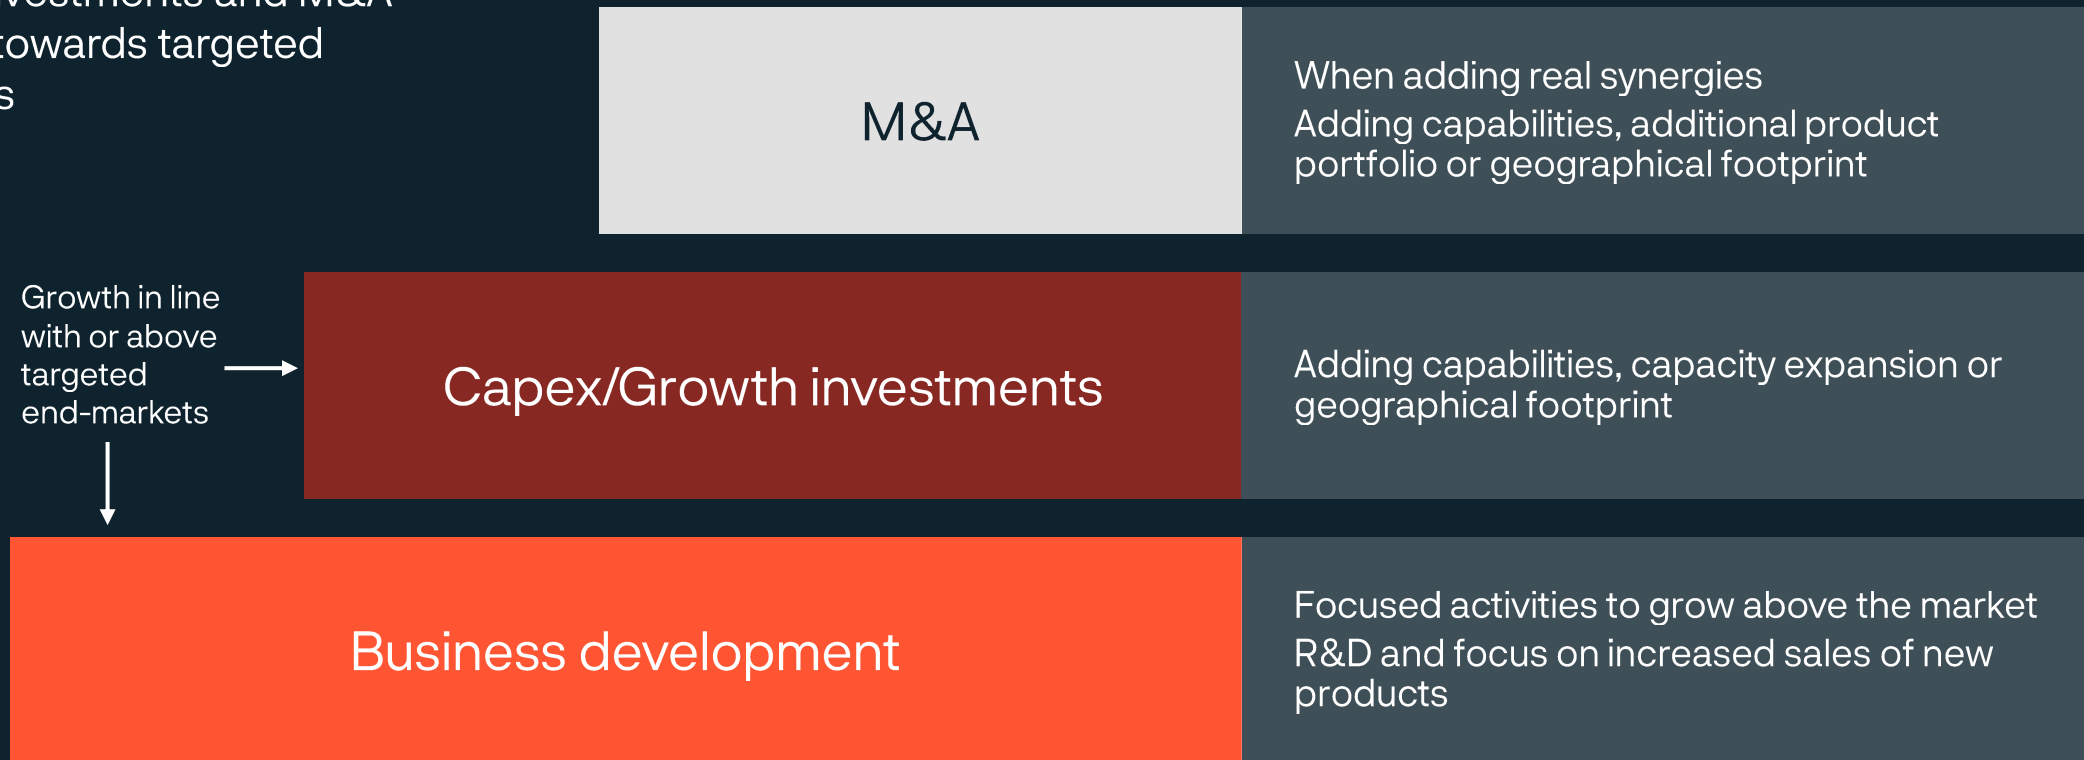 and M&A
towards targeted
s
M&A
When adding real synergies
Adding capabilities, additional product
portfolio or geographical footprint
Growth in line
with or above
targeted
end-markets
Capex/Growth investments
Adding capabilities, capacity expansion or
geographical footprint
Business development
Focused activities to grow above the market
R&D and focus on increased sales of new
products